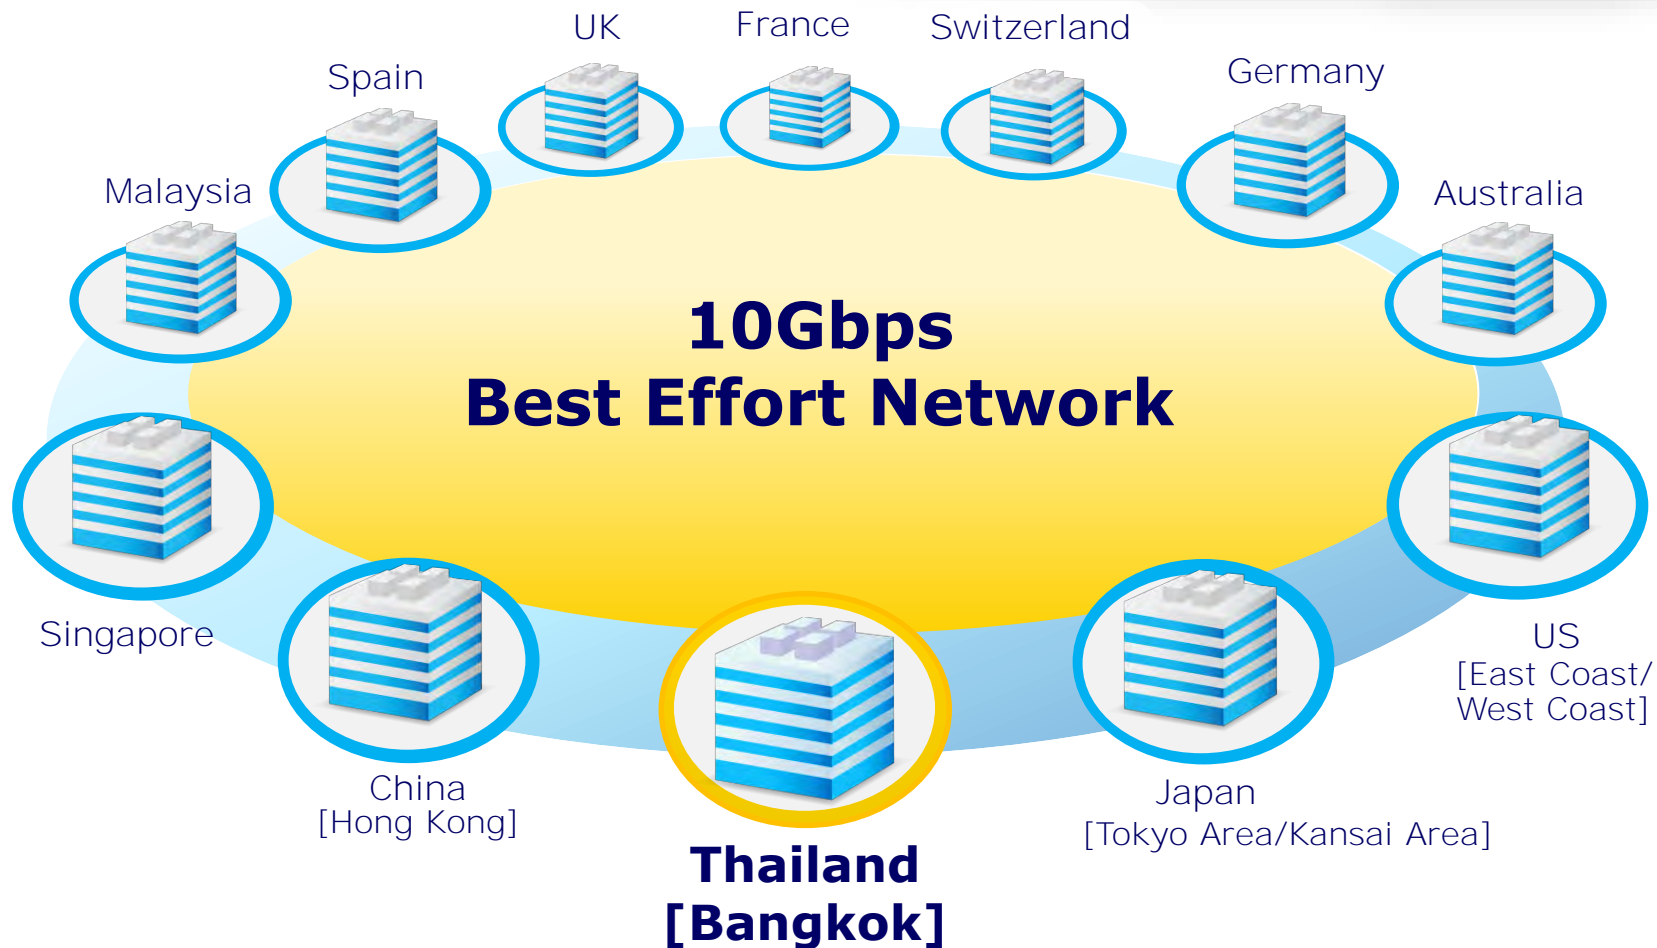 UK
France
Switzerland
Spain
Germany
Malaysia
Australia
10Gbps
Best Effort Network
Singapore
US
[East Coast/
West Coast]
China
[Hong Kong]
Japan
[Tokyo Area/Kansai Area]
Thailand
[Bangkok]